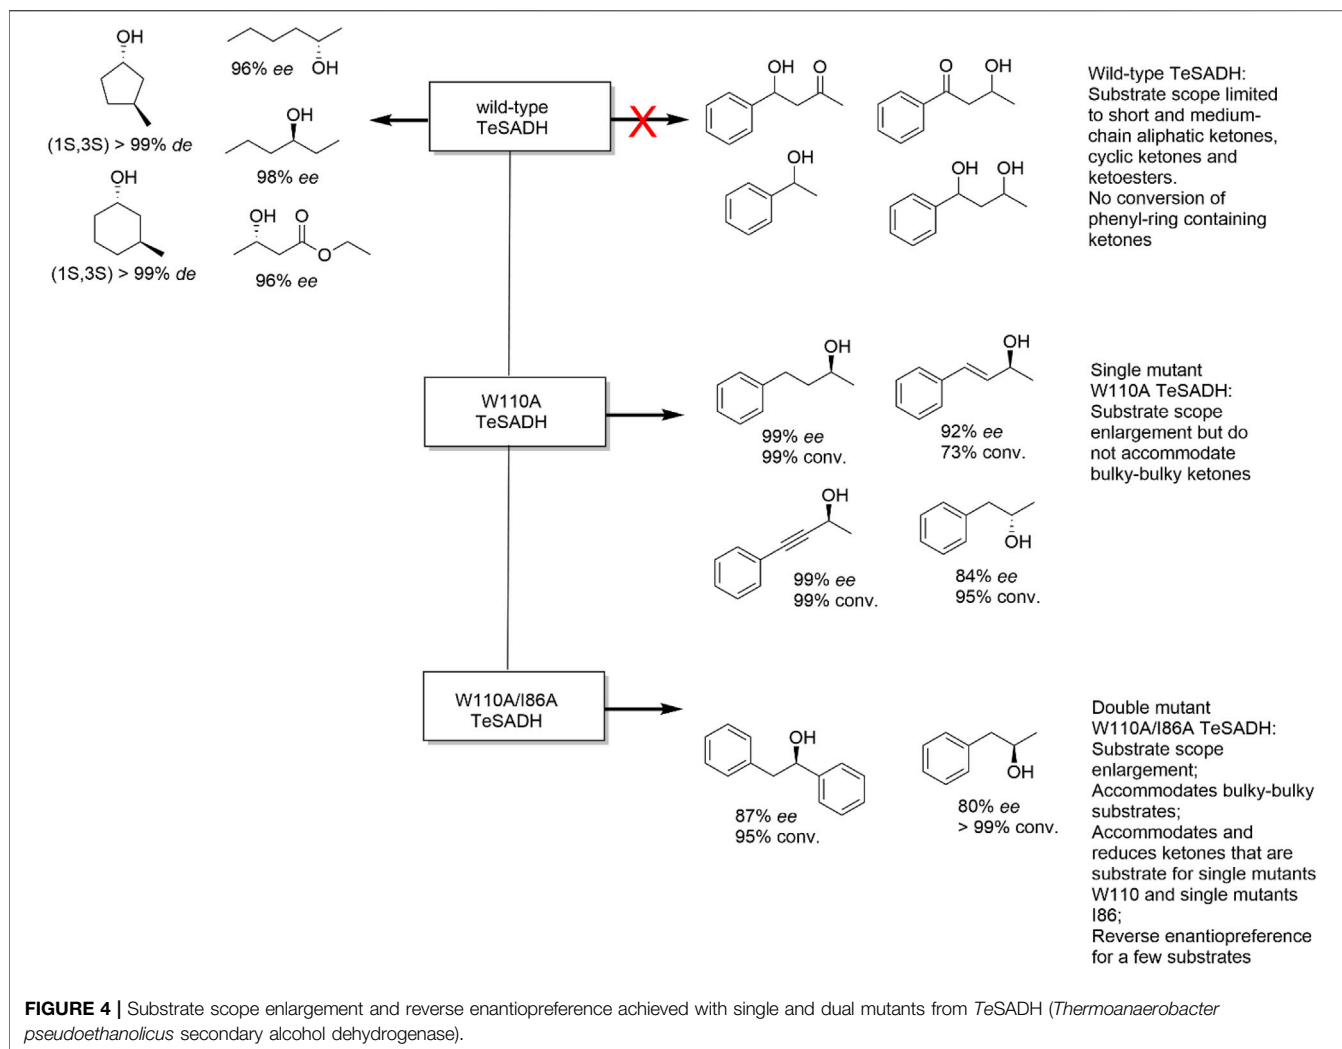 OH
(1S,3S) > 99% de
OH
(1S,3S) > 99% de
96% ee
OH
OH
98% ee
OH
O
O
96% ee
wild-type
TeSADH
X
OH
O
O
OH
OH
OH
OH
Wild-type TeSADH:
Substrate scope limited
to short and medium-
chain aliphatic ketones,
cyclic ketones and
ketoesters.
No conversion of
phenyl-ring containing
ketones
W110A
TeSADH
OH
99% ee
99% conv.
OH
92% ee
73% conv.
OH
99% ee
99% conv.
OH
84% ee
95% conv.
Single mutant
W110A TeSADH:
Substrate scope
enlargement but do
not accommodate
bulky-bulky ketones
W110A/I86A
TeSADH
OH
87% ee
95% conv.
OH
80% ee
> 99% conv.
Double mutant
W110A/I86A TeSADH:
Substrate scope
enlargement;
Accommodates bulky-bulky
substrates;
Accommodates and
reduces ketones that are
substrate for single mutants
W110 and single mutants
I86;
Reverse enantiopreference
for a few substrates
FIGURE 4 | Substrate scope enlargement and reverse enantiopreference achieved with single and dual mutants from TeSADH (Thermoanaerobacter
pseudoethanolicus secondary alcohol dehydrogenase).